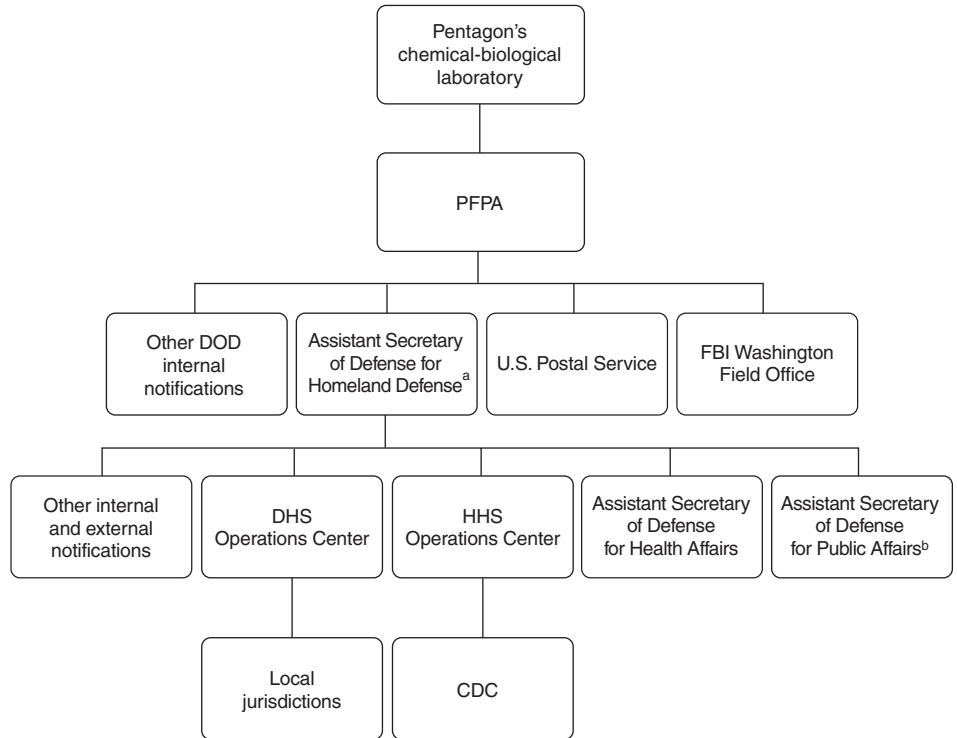 Pentagon's
chemical-biological
laboratory
PFPA
Other DOD
internal
notifications
Assistant Secretary
of Defense for
Homeland Defense a
U.S. Postal Service
FBI Washington
Field Office
Other internal
and external
notifications
DHS
Operations Center
HHS
Operations Center
Assistant Secretary
of Defense
for Health Affairs
Assistant Secretary
of Defense
for Public Affairs b
Local
jurisdictions
CDC